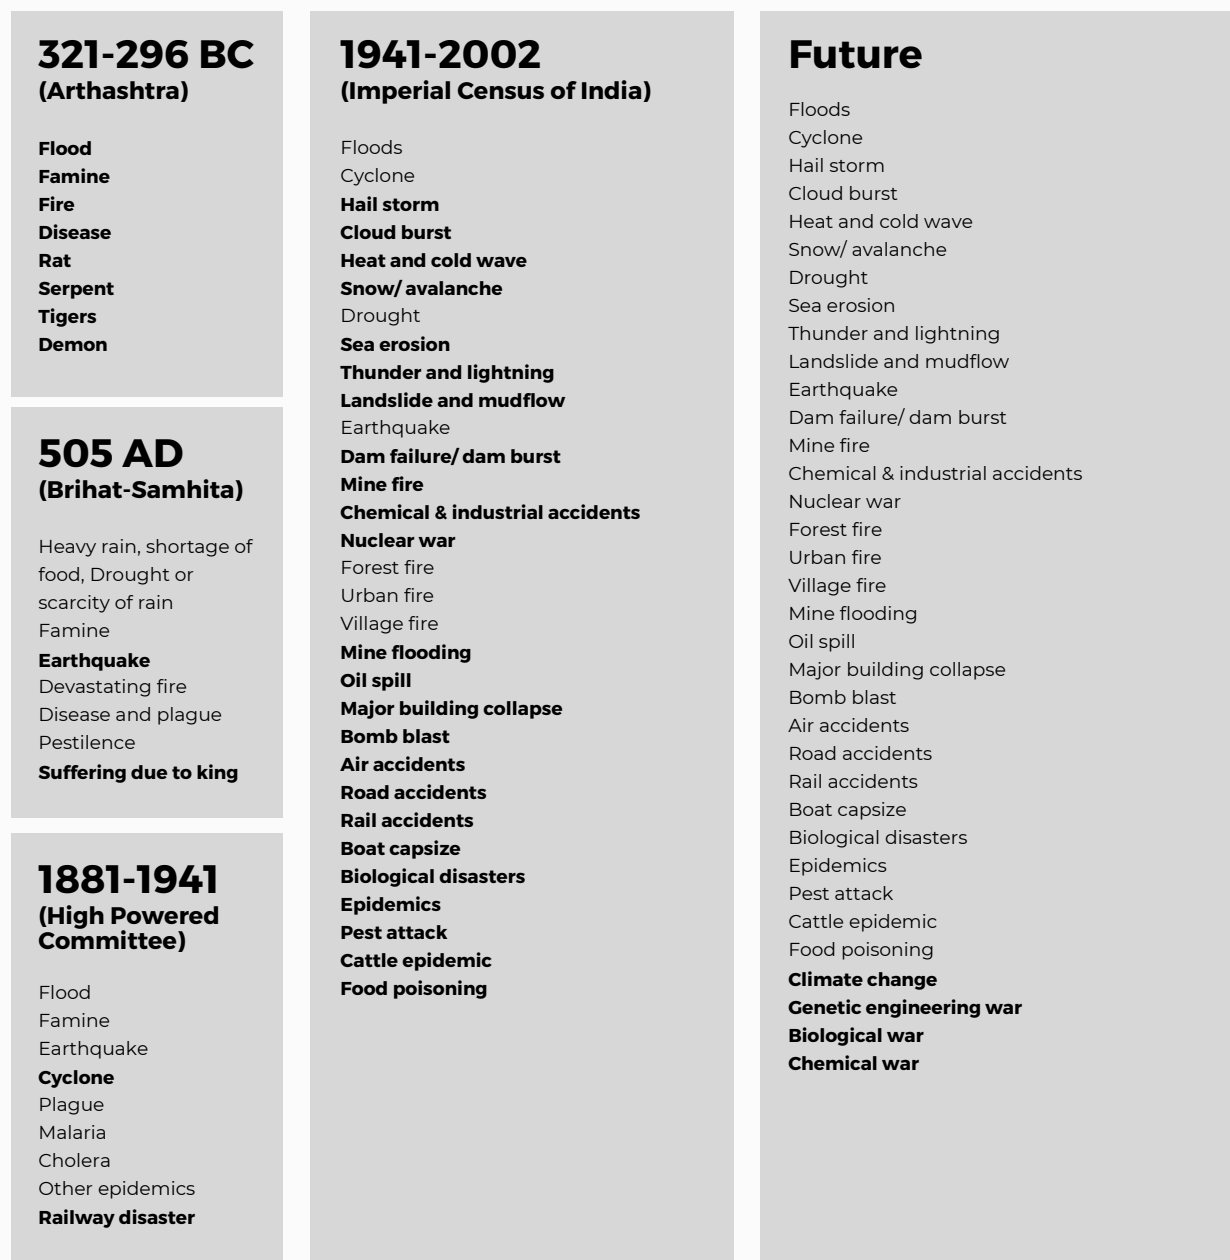 321-296 BC
(Arthashtra)
Flood
Famine
Fire
Disease
Rat
Serpent
Tigers
Demon
505 AD
(Brihat-Samhita)
Heavy rain, shortage of
food, Drought or
scarcity of rain
Famine
Earthquake
Devastating fire
Disease and plague
Pestilence
Suffering due to king
1881-1941
(High Powered
Committee)
Flood
Famine
Earthquake
Cyclone
Plague
Malaria
Cholera
Other epidemics
Railway disaster
1941-2002
(Imperial Census of India)
Floods
Cyclone
Hail storm
Cloud burst
Heat and cold wave
Snow/ avalanche
Drought
Sea erosion
Thunder and lightning
Landslide and mudflow
Earthquake
Dam failure/ dam burst
Mine fire
Chemical & industrial accidents
Nuclear war
Forest fire
Urban fire
Village fire
Mine flooding
Oil spill
Major building collapse
Bomb blast
Air accidents
Road accidents
Rail accidents
Boat capsize
Biological disasters
Epidemics
Pest attack
Cattle epidemic
Food poisoning
Future
Floods
Cyclone
Hail storm
Cloud burst
Heat and cold wave
Snow/ avalanche
Drought
Sea erosion
Thunder and lightning
Landslide and mudflow
Earthquake
Dam failure/ dam burst
Mine fire
Chemical & industrial accidents
Nuclear war
Forest fire
Urban fire
Village fire
Mine flooding
Oil spill
Major building collapse
Bomb blast
Air accidents
Road accidents
Rail accidents
Boat capsize
Biological disasters
Epidemics
Pest attack
Cattle epidemic
Food poisoning
Climate change
Genetic engineering war
Biological war
Chemical war